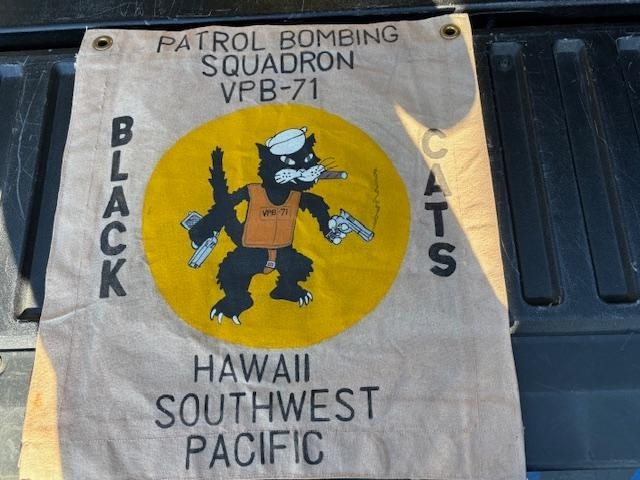 PATROL BOMBING
SQUADRON
VPB-71
BLACK
CATS
VPB-71
HAWAII
SOUTHWEST
PACIFIC